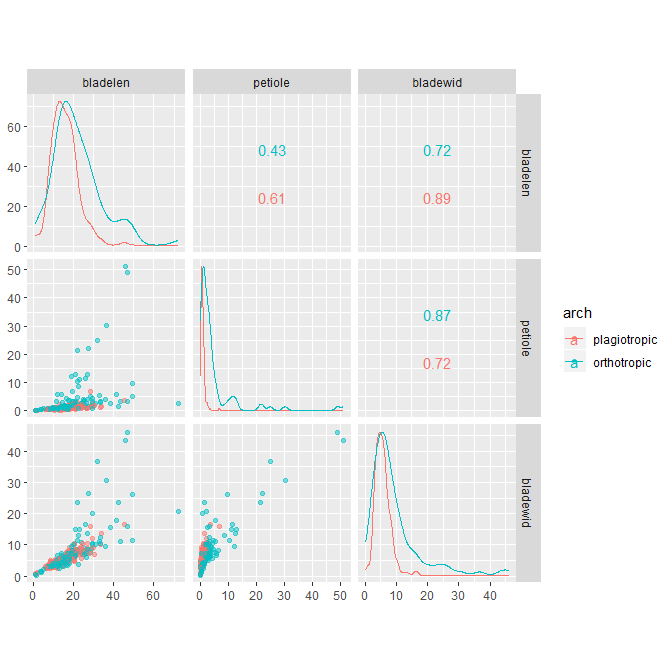 bladelen petiole bladewid
60
40
20
0
0.43
0.61
0.72
0.89
bladelen
50
40
30
20
10
0
0.87
0.72
petiole
40
30
20
10
0
bladewid
0 20 40 60
0 10 20 30 40 50
0 10 20 30 40
arch
a plagiotropic
a orthotropic